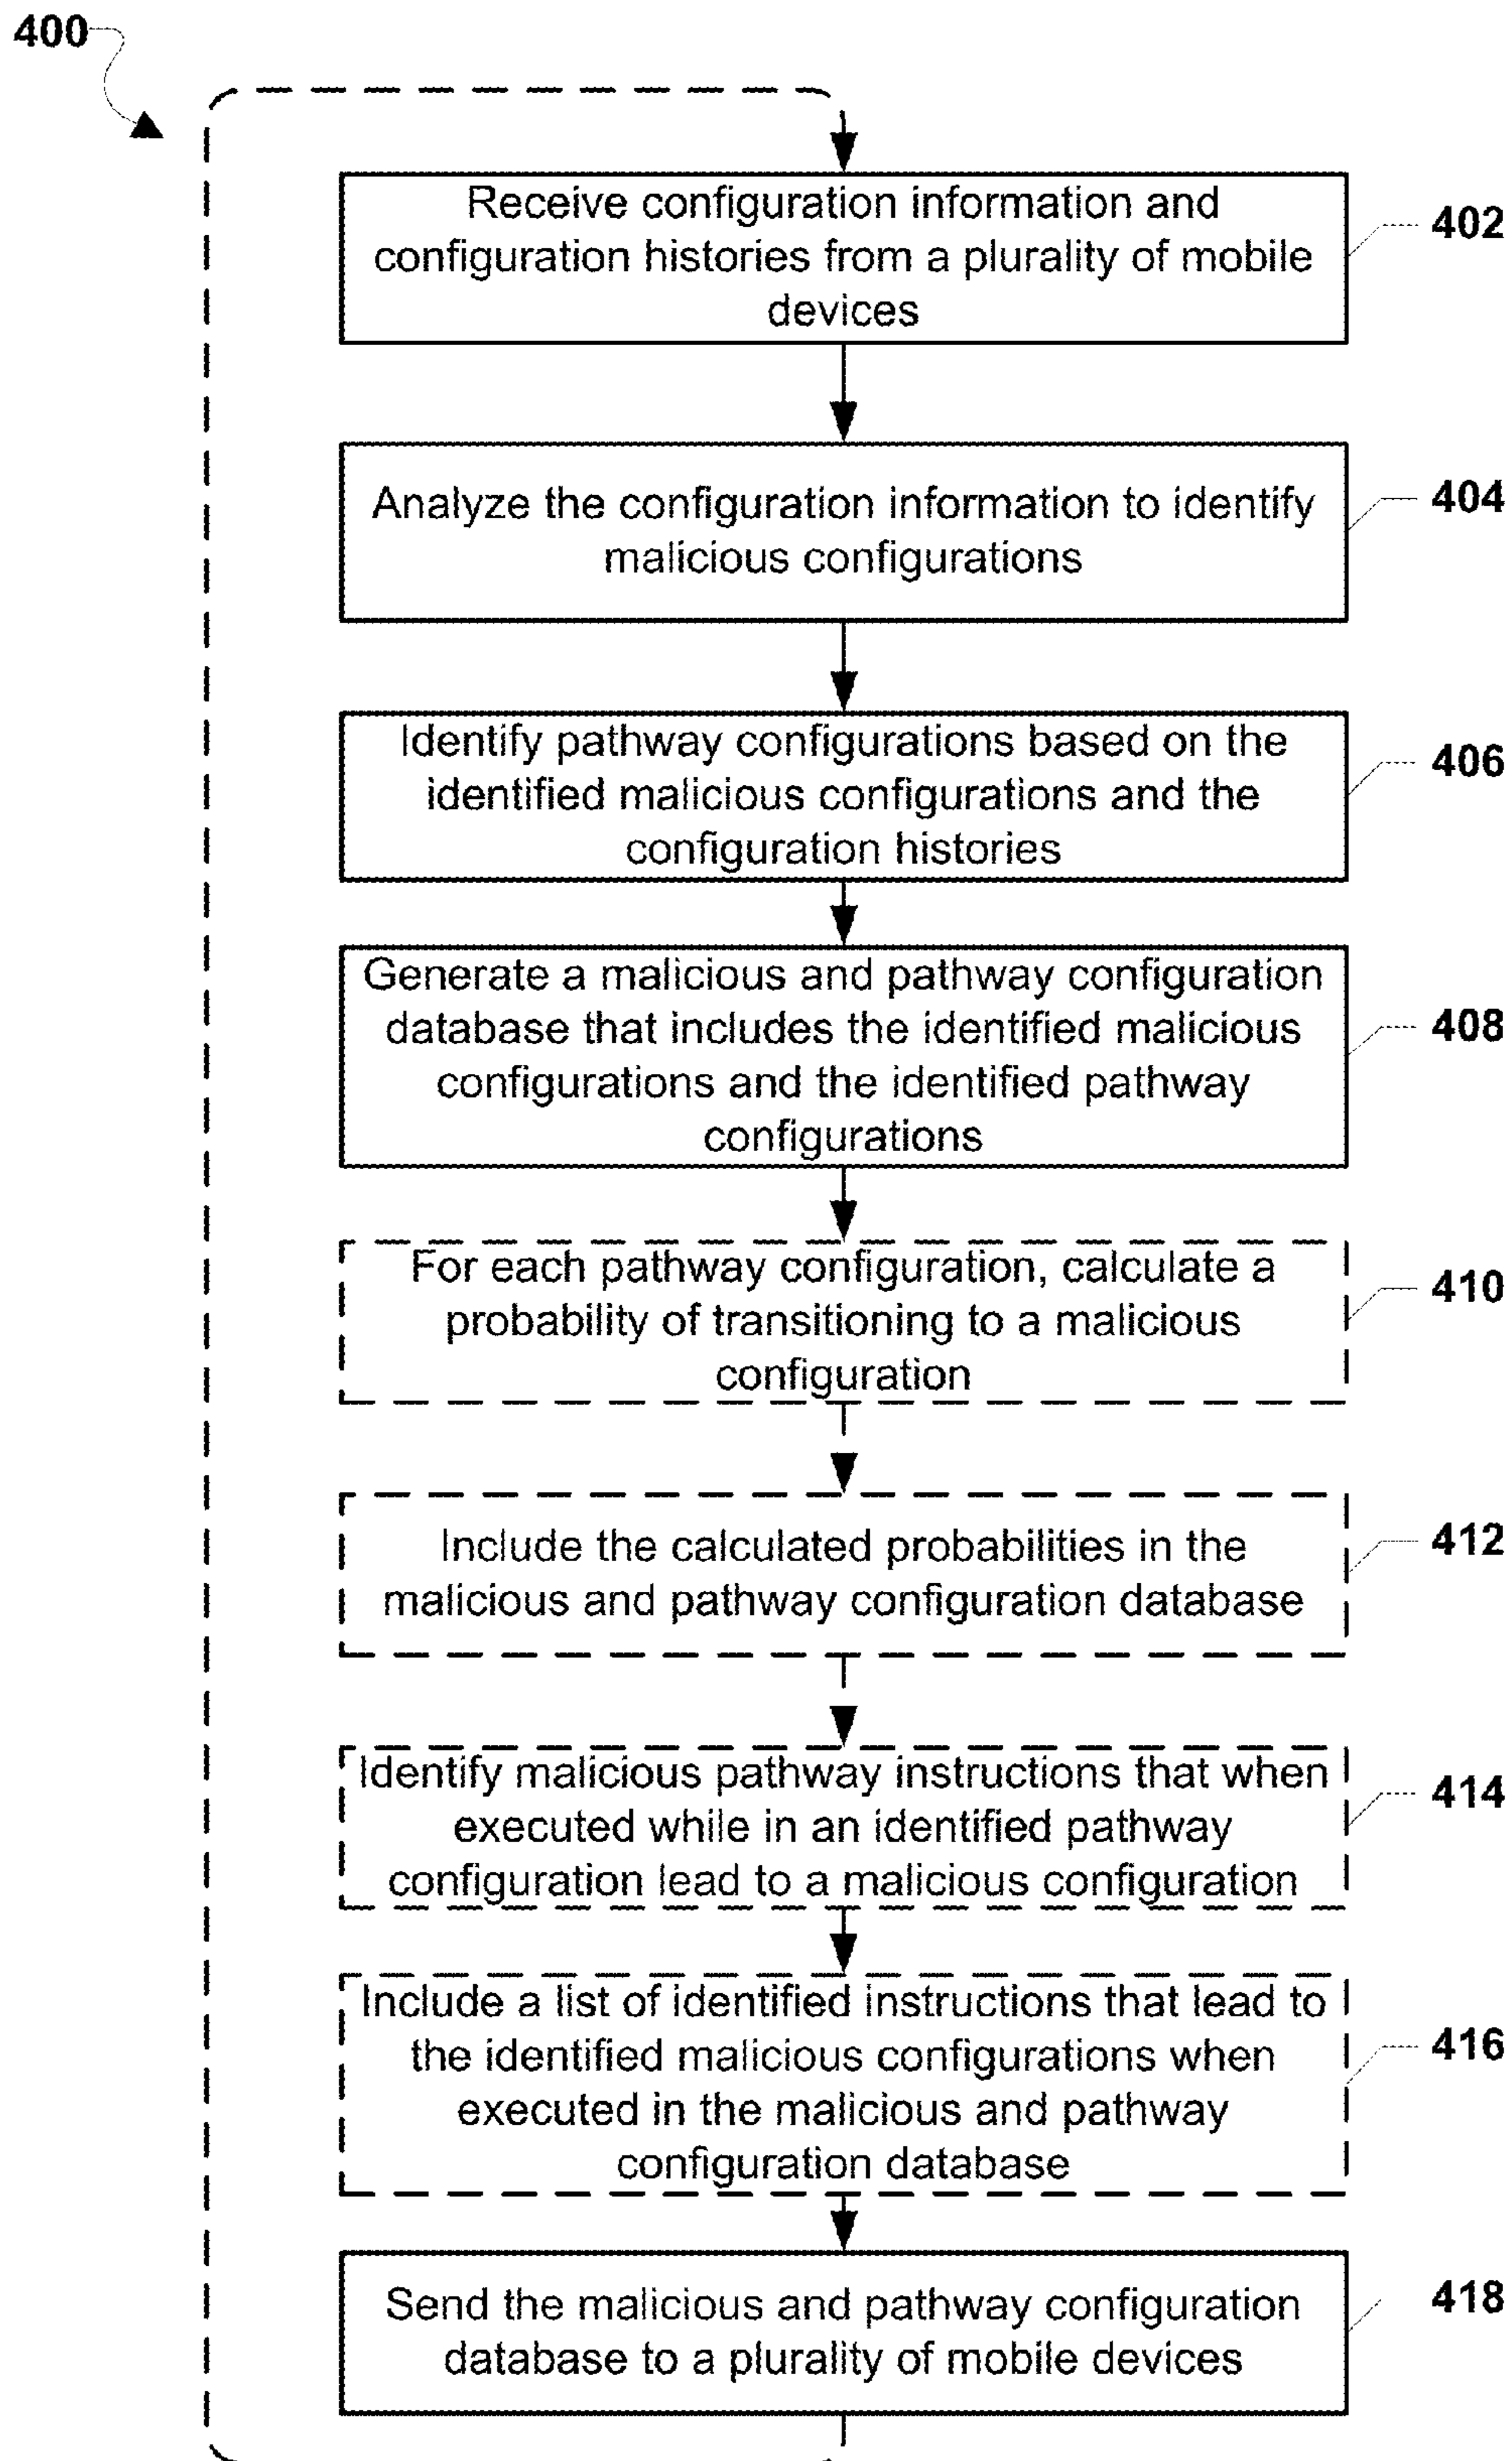 400
Receive configuration information and
configuration histories from a plurality of mobile
devices
402
Analyze the configuration information to identify
malicious configurations
404
Identify pathway configurations based on the
identified malicious configurations and the
configuration histories
406
Generate a malicious and pathway configuration
database that includes the identified malicious
configurations and the identified pathway
configurations
408
For each pathway configuration, calculate a
probability of transitioning to a malicious
configuration
410
Include the calculated probabilities in the
malicious and pathway configuration database
412
Identify malicious pathway instructions that when
executed while in an identified pathway
configuration lead to a malicious configuration
414
Include a list of identified instructions that lead to
the identified malicious configurations when
executed in the malicious and pathway
configuration database
416
Send the malicious and pathway configuration
database to a plurality of mobile devices
418